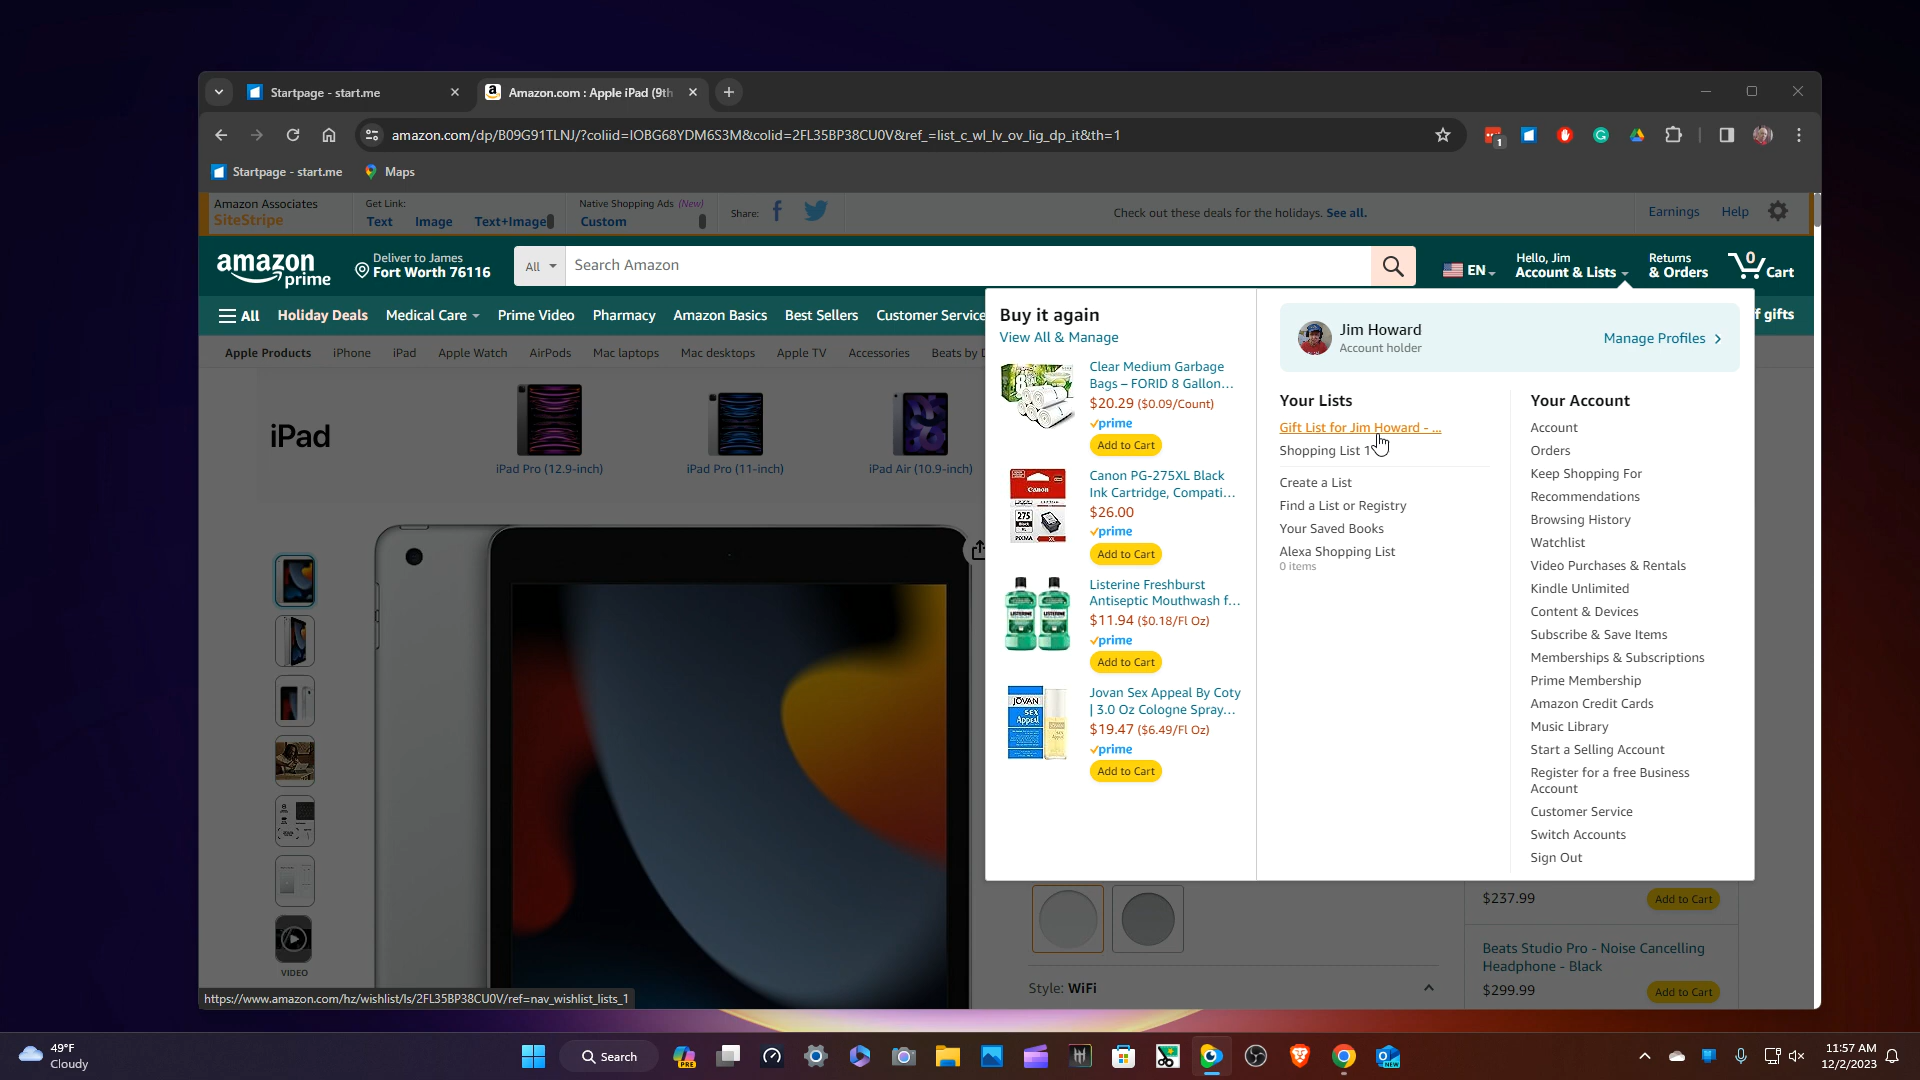 Startpage - start.me
Amazon.com : Apple iPad (9th
amazon.com/dp/B09G91TLNJ/?coliid=IOBG68YDM6S3M&colid=2FL35BP38CU0V&ref_=list_c_wl_lv_ov_lig_dp_it&th=1
1
Startpage - start.me
Maps
Amazon Associates
SiteStripe
Get Link:
Text Image Text+Image
Native Shopping Ads (New)
Custom
Share:
Check out these deals for the holidays. See all.
Earnings Help
amazon
prime
Deliver to James
Fort Worth 76116
All
Search Amazon
EN
Hello, Jim
Account & Lists
Returns
& Orders
0
Cart
All Holiday Deals Medical Care Prime Video Pharmacy Amazon Basics Best Sellers Customer Service
f gifts
Apple Products iPhone iPad Apple Watch AirPods Mac laptops Mac desktops Apple TV Accessories Beats by D
iPad
iPad Pro (12.9-inch)
iPad Pro (11-inch)
iPad Air (10.9-inch)
VIDEO
Buy it again
View All & Manage
Clear Medium Garbage
Bags – FORID 8 Gallon...
$20.29 ($0.09/Count)
prime
Add to Cart
Canon
275
Canon PG-275XL Black
Ink Cartridge, Compati...
$26.00
prime
Add to Cart
LISTERINE
LISTERINE
Listerine Freshburst
Antiseptic Mouthwash f...
$11.94 ($0.18/Fl Oz)
prime
Add to Cart
JOVAN
SEX
Appeal
Jovan Sex Appeal By Coty
| 3.0 Oz Cologne Spray...
$19.47 ($6.49/Fl Oz)
prime
Add to Cart
Jim Howard
Account holder
Manage Profiles
Your Lists
Gift List for Jim Howard - ...
Shopping List 1
Create a List
Find a List or Registry
Your Saved Books
Alexa Shopping List
0 items
Your Account
Account
Orders
Keep Shopping For
Recommendations
Browsing History
Watchlist
Video Purchases & Rentals
Kindle Unlimited
Content & Devices
Subscribe & Save Items
Memberships & Subscriptions
Prime Membership
Amazon Credit Cards
Music Library
Start a Selling Account
Register for a free Business
Account
Customer Service
Switch Accounts
Sign Out
Style: WiFi
$237.99
Add to Cart
Beats Studio Pro - Noise Cancelling
Headphone - Black
$299.99
Add to Cart
https://www.amazon.com/hz/wishlist/ls/2FL35BP38CU0V/ref=nav_wishlist_lists_1
49°F
Cloudy
Search
PRE
NEW
11:57 AM
12/2/2023